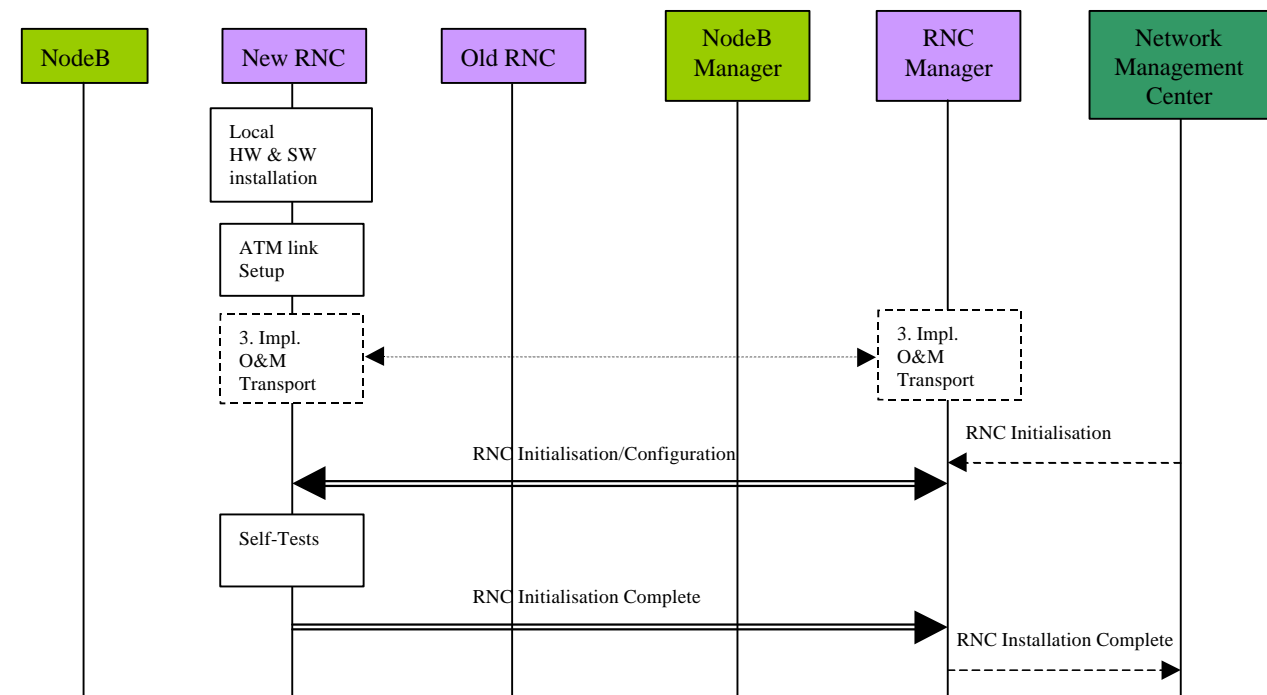 NodeB
New RNC
Old RNC
NodeB
Manager
RNC
Manager
Network
Management
Center
Local
HW & SW
installation
ATM link
Setup
3. Impl.
O&M
Transport
3. Impl.
O&M
Transport
RNC Initialisation
RNC Initialisation/Configuration
Self-Tests
RNC Initialisation Complete
RNC Installation Complete